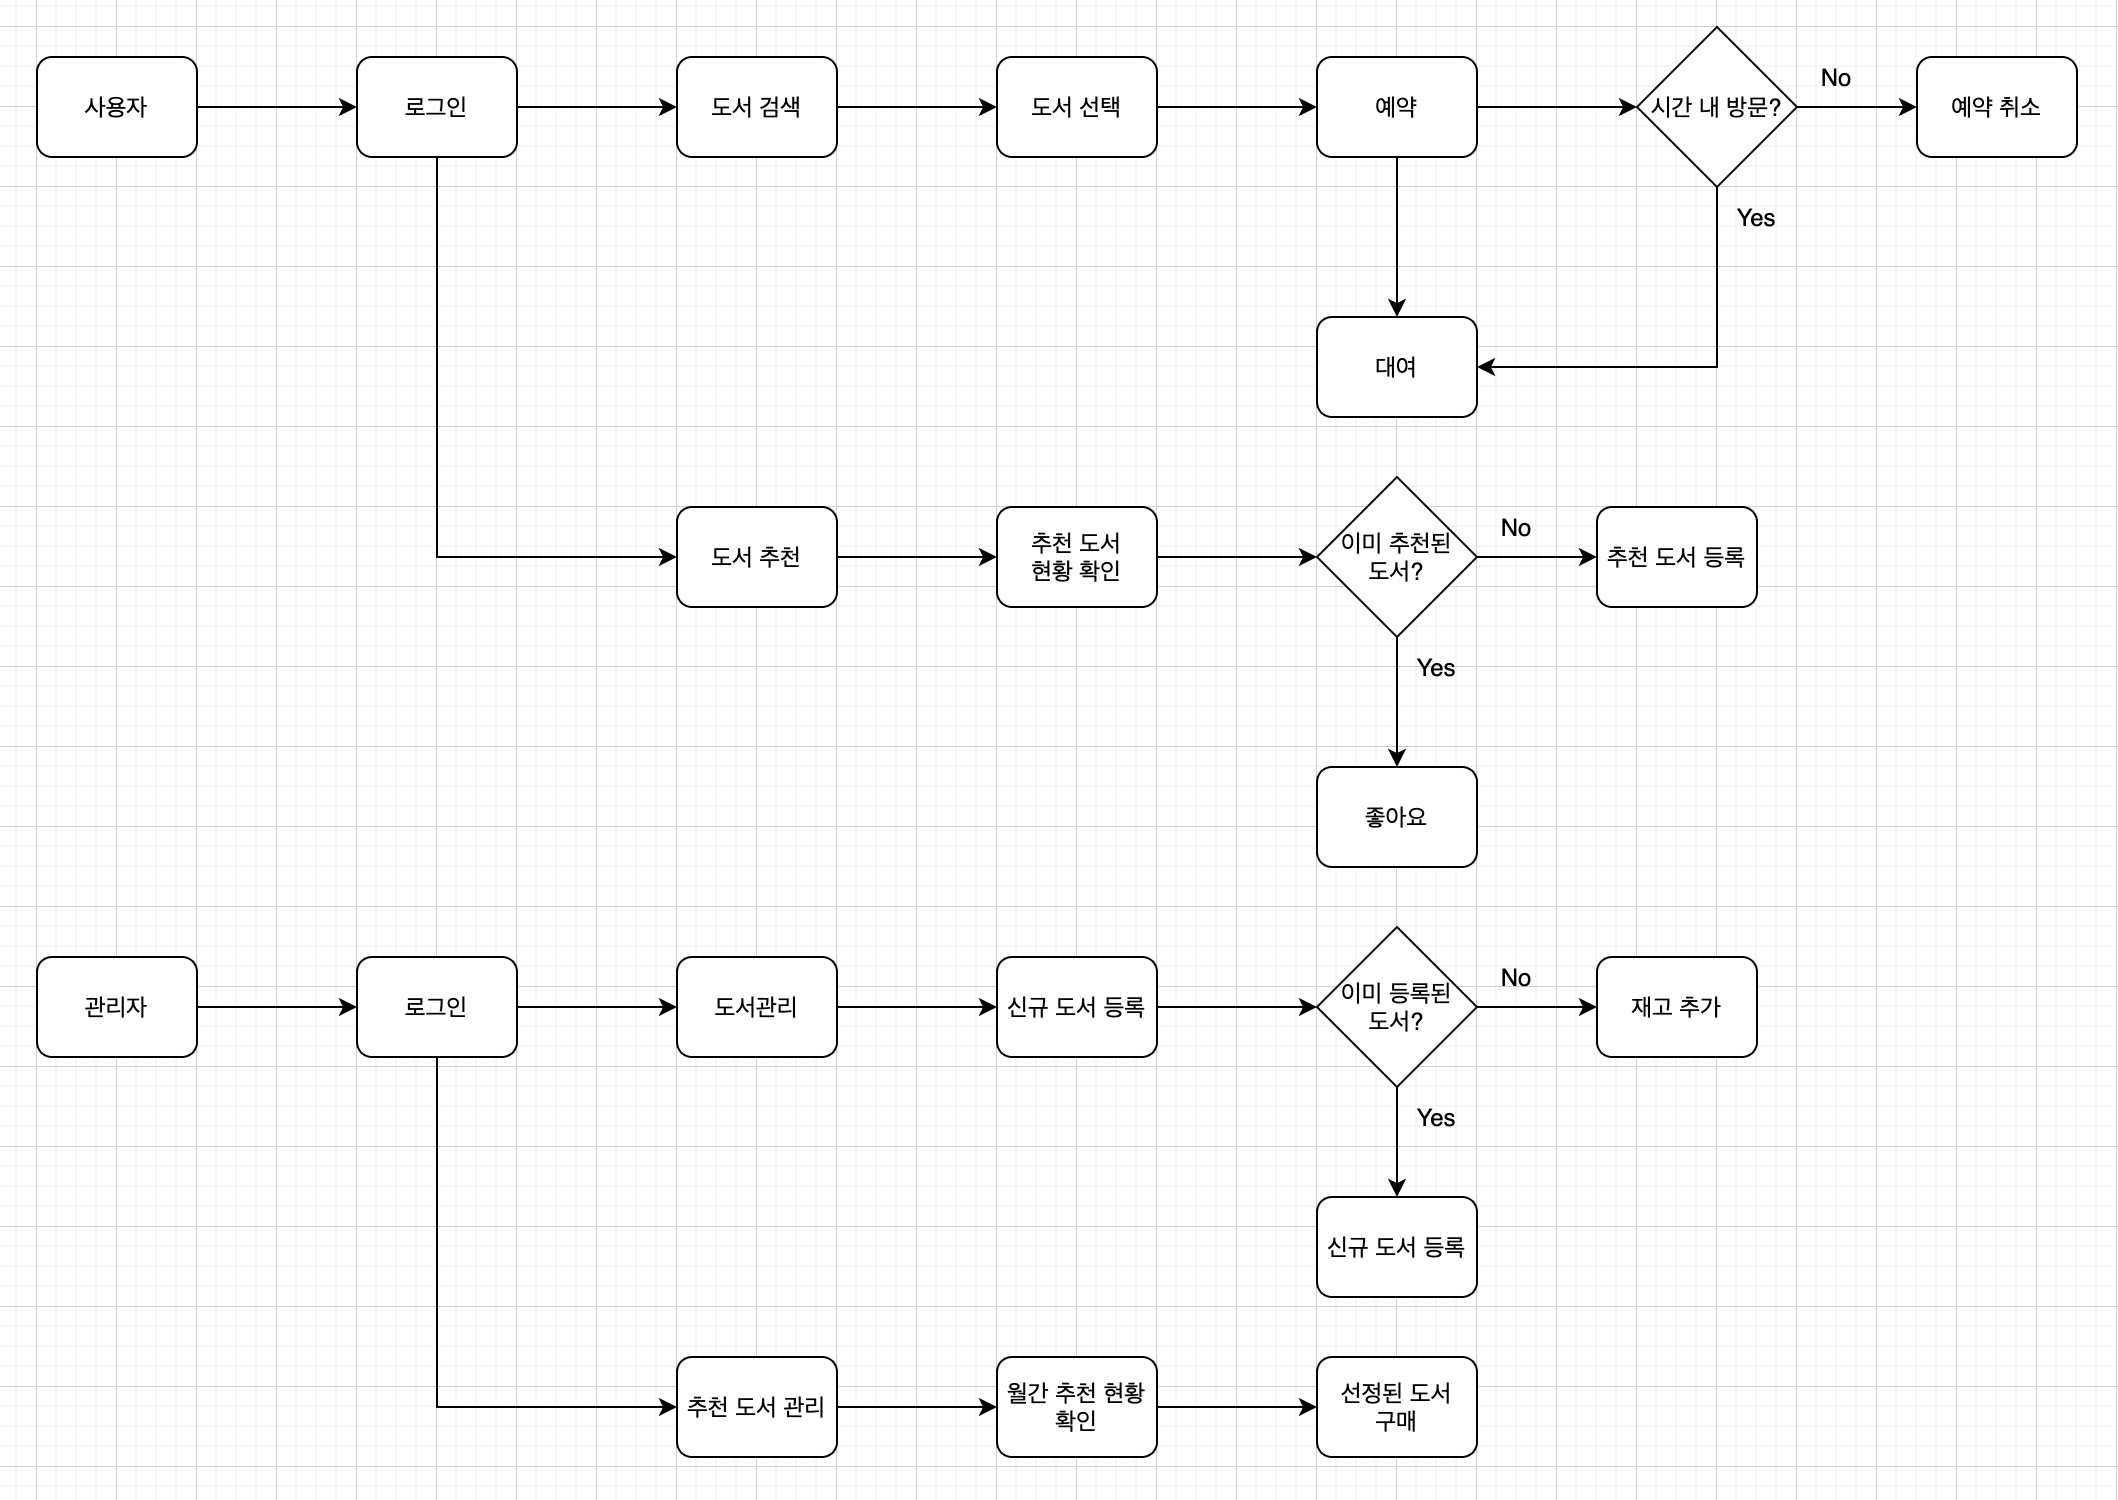 사용자
로그인
도서 검색
도서 선택
예약
시간 내 방문?
No
예약 취소
Yes
대여
도서 추천
추천 도서
현황 확인
이미 추천된
도서?
No
추천 도서 등록
Yes
좋아요
관리자
로그인
도서관리
신규 도서 등록
이미 등록된
도서?
No
재고 추가
Yes
신규 도서 등록
추천 도서 관리
월간 추천 현황
확인
선정된 도서
구매